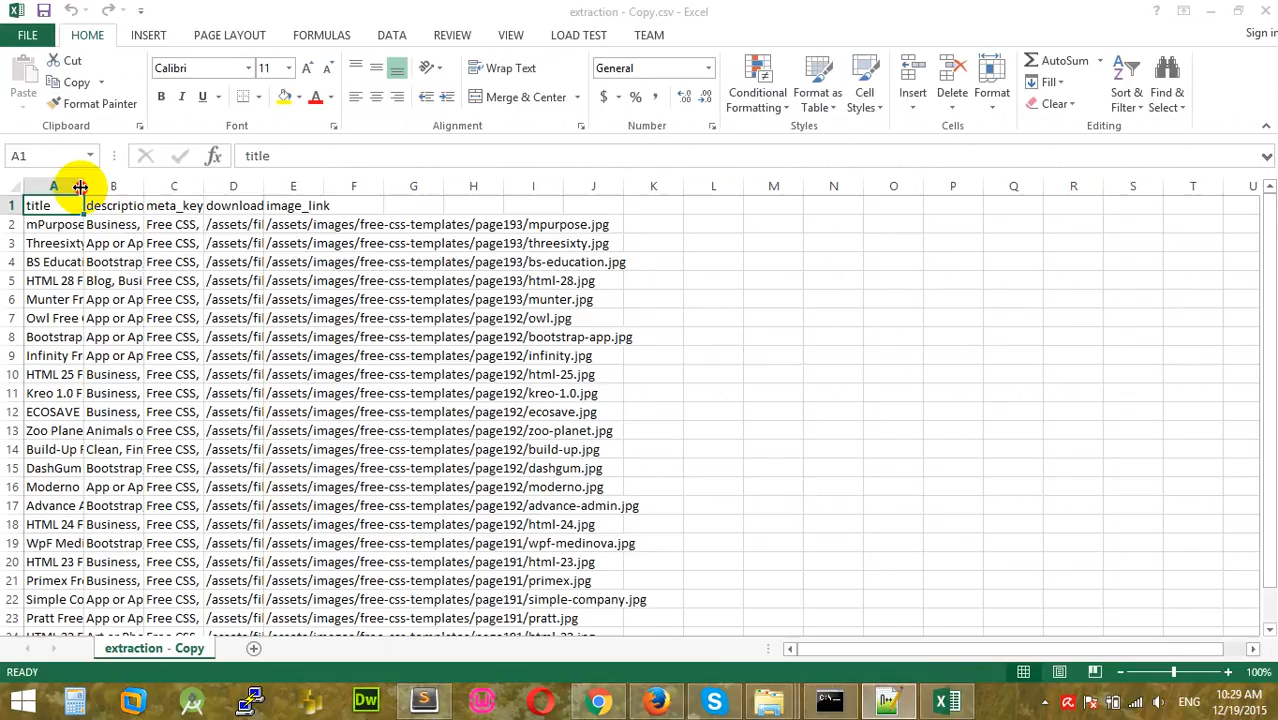 extraction - Copy.csv - Excel
FILE HOME INSERT PAGE LAYOUT FORMULAS DATA REVIEW VIEW LOAD TEST TEAM Sign in
Cut
Copy
Format Painter
Paste
Clipboard
Calibri 11
B I U
Font
Wrap Text
Merge & Center
Alignment
General
$ % ,
Number
Conditional Formatting
Format as Table
Cell Styles
Styles
Insert Delete Format
Cells
AutoSum
Fill
Clear
Sort & Filter
Find & Select
Editing
A1 fx title
A B C D E F G H I J K L M N O P Q R S T U
1 title descriptio meta_key download image_link
2 mPurpose Business, Free CSS, /assets/fil /assets/images/free-css-templates/page193/mpurpose.jpg
3 Threesixty App or Ap Free CSS, /assets/fil /assets/images/free-css-templates/page193/threesixty.jpg
4 BS Educati Bootstrap Free CSS, /assets/fil /assets/images/free-css-templates/page193/bs-education.jpg
5 HTML 28 F Blog, Busi Free CSS, /assets/fil /assets/images/free-css-templates/page193/html-28.jpg
6 Munter Fr App or Ap Free CSS, /assets/fil /assets/images/free-css-templates/page193/munter.jpg
7 Owl Free App or Ap Free CSS, /assets/fil /assets/images/free-css-templates/page192/owl.jpg
8 Bootstrap App or Ap Free CSS, /assets/fil /assets/images/free-css-templates/page192/bootstrap-app.jpg
9 Infinity Fr App or Ap Free CSS, /assets/fil /assets/images/free-css-templates/page192/infinity.jpg
10 HTML 25 F Business, Free CSS, /assets/fil /assets/images/free-css-templates/page192/html-25.jpg
11 Kreo 1.0 F Business, Free CSS, /assets/fil /assets/images/free-css-templates/page192/kreo-1.0.jpg
12 ECOSAVE Business, Free CSS, /assets/fil /assets/images/free-css-templates/page192/ecosave.jpg
13 Zoo Plane Animals o Free CSS, /assets/fil /assets/images/free-css-templates/page192/zoo-planet.jpg
14 Build-Up F Clean, Fin Free CSS, /assets/fil /assets/images/free-css-templates/page192/build-up.jpg
15 DashGum Bootstrap Free CSS, /assets/fil /assets/images/free-css-templates/page192/dashgum.jpg
16 Moderno App or Ap Free CSS, /assets/fil /assets/images/free-css-templates/page192/moderno.jpg
17 Advance A Bootstrap Free CSS, /assets/fil /assets/images/free-css-templates/page192/advance-admin.jpg
18 HTML 24 F Business, Free CSS, /assets/fil /assets/images/free-css-templates/page192/html-24.jpg
19 WpF Medi Bootstrap Free CSS, /assets/fil /assets/images/free-css-templates/page191/wpf-medinova.jpg
20 HTML 23 F Business, Free CSS, /assets/fil /assets/images/free-css-templates/page191/html-23.jpg
21 Primex Fr Business, Free CSS, /assets/fil /assets/images/free-css-templates/page191/primex.jpg
22 Simple Co App or Ap Free CSS, /assets/fil /assets/images/free-css-templates/page191/simple-company.jpg
23 Pratt Free App or Ap Free CSS, /assets/fil /assets/images/free-css-templates/page191/pratt.jpg
extraction - Copy
READY 100%
Dw
ENG
10:29 AM
12/19/2015